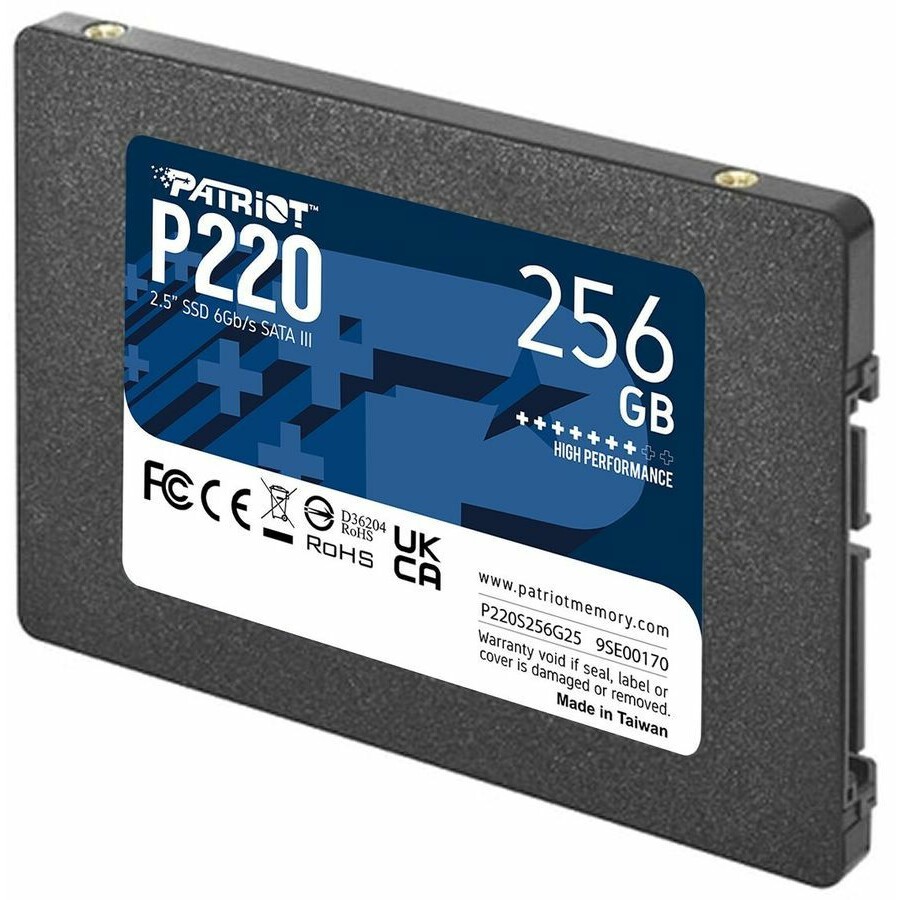 PATRIOT™
P220
2.5" SSD 6Gb/s SATA III
256
GB
HIGH PERFORMANCE
FC CE
D36204
RoHS
RoHS
UK
CA
www.patriotmemory.com
P220S256G25 9SE00170
Warranty void if seal, label or
cover is damaged or removed.
Made in Taiwan